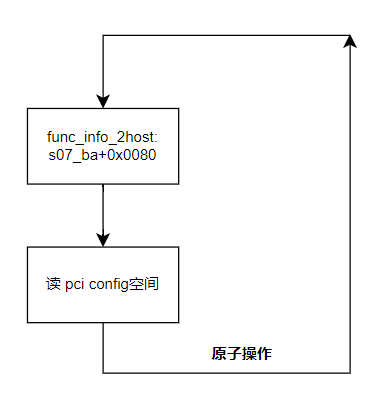 func_info_2host:
s07_ba+0x0080
读 pci config空间
原子操作